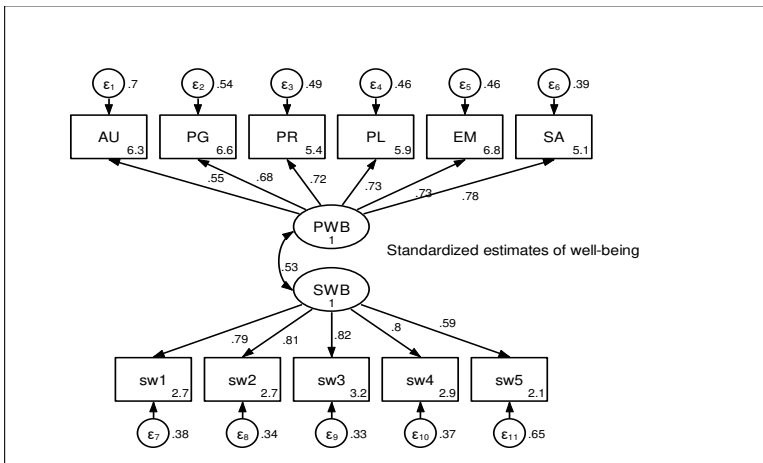 ε1 .7 ε2 .54 ε3 .49 ε4 .46 ε5 .46 ε6 .39
AU PG PR PL EM SA
6.3 6.6 5.4 5.9 6.8 5.1
.55 .68 .72 .73 .73 .78
PWB
1
Standardized estimates of well-being
.53
SWB
1
.79 .81 .82 .8 .59
sw1 sw2 sw3 sw4 sw5
2.7 2.7 3.2 2.9 2.1
ε7 .38 ε8 .34 ε9 .33 ε10 .37 ε11 .65